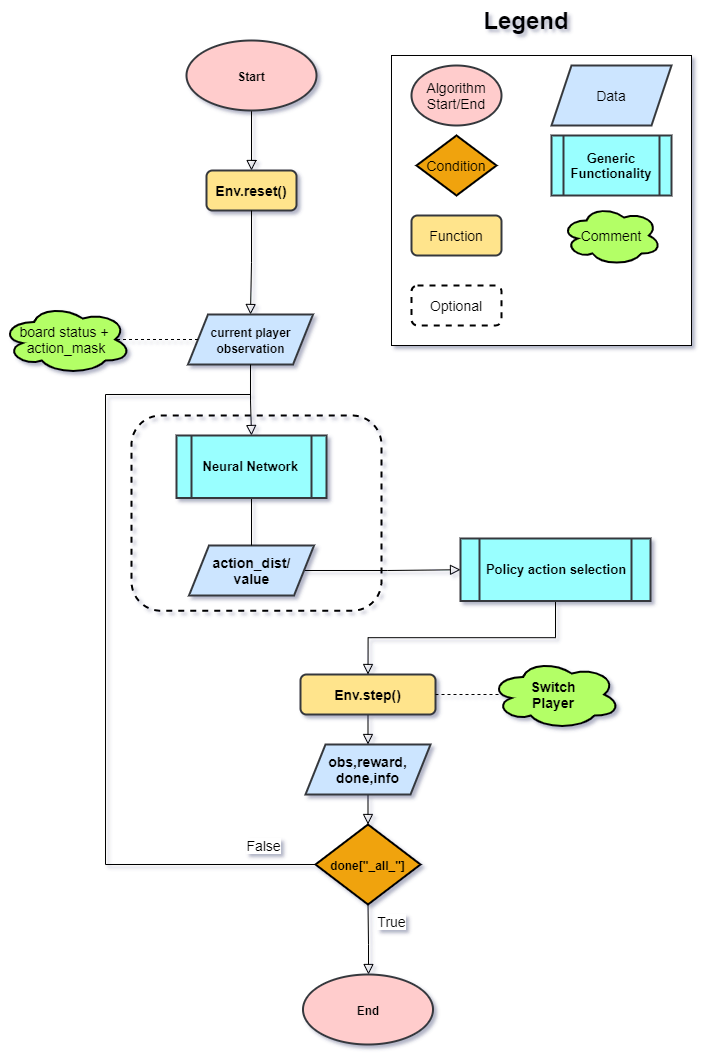 Legend
Algorithm
Start/End
Data
Condition
Generic
Functionality
Function
Comment
Optional
Start
Env.reset()
board status +
action_mask
current player
observation
Neural Network
action_dist/
value
Policy action selection
Env.step()
Switch
Player
obs,reward,
done,info
False
done["_all_"]
True
End